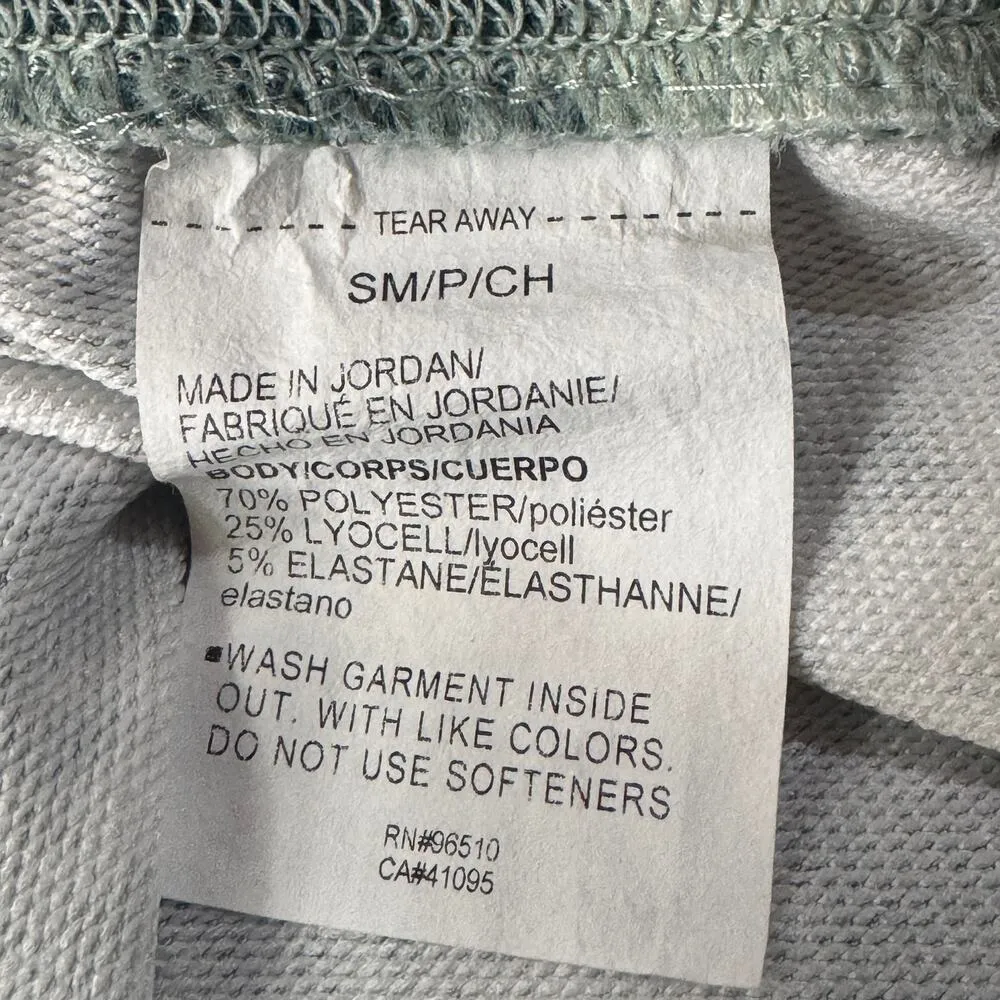 TEAR AWAY
SM/P/CH
MADE IN JORDAN/
FABRIQUÉ EN JORDANIE/
HECHO EN JORDANIA
BODY/CORPS/CUERPO
70% POLYESTER/poliéster
25% LYOCELL/lyocell
5% ELASTANE/ÉLASTHANNE/
elastano
▪WASH GARMENT INSIDE
OUT. WITH LIKE COLORS.
DO NOT USE SOFTENERS
RN#96510
CA#41095